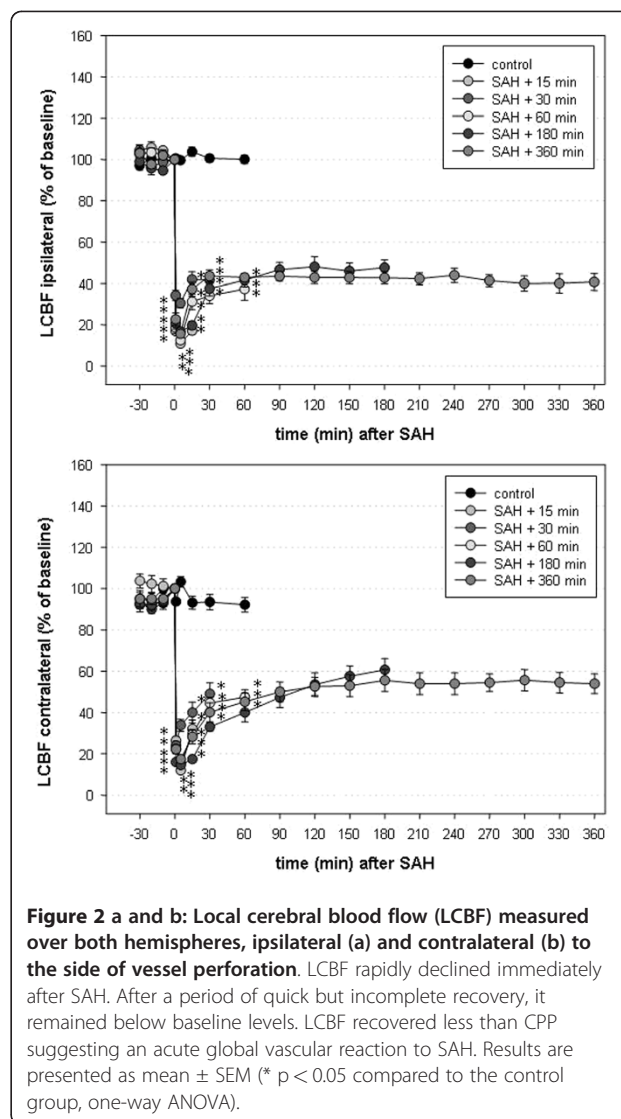 160
140
120
100
80
60
40
20
0
LCBF ipsilateral (% of baseline)
control
SAH + 15 min
SAH + 30 min
SAH + 60 min
SAH + 180 min
SAH + 360 min
-30 0 30 60 90 120 150 180 210 240 270 300 330 360
time (min) after SAH
160
140
120
100
80
60
40
20
0
LCBF contralateral (% of baseline)
control
SAH + 15 min
SAH + 30 min
SAH + 60 min
SAH + 180 min
SAH + 360 min
-30 0 30 60 90 120 150 180 210 240 270 300 330 360
time (min) after SAH
Figure 2 a and b: Local cerebral blood flow (LCBF) measured
over both hemispheres, ipsilateral (a) and contralateral (b) to
the side of vessel perforation. LCBF rapidly declined immediately
after SAH. After a period of quick but incomplete recovery, it
remained below baseline levels. LCBF recovered less than CPP
suggesting an acute global vascular reaction to SAH. Results are
presented as mean ± SEM (* p < 0.05 compared to the control
group, one-way ANOVA).